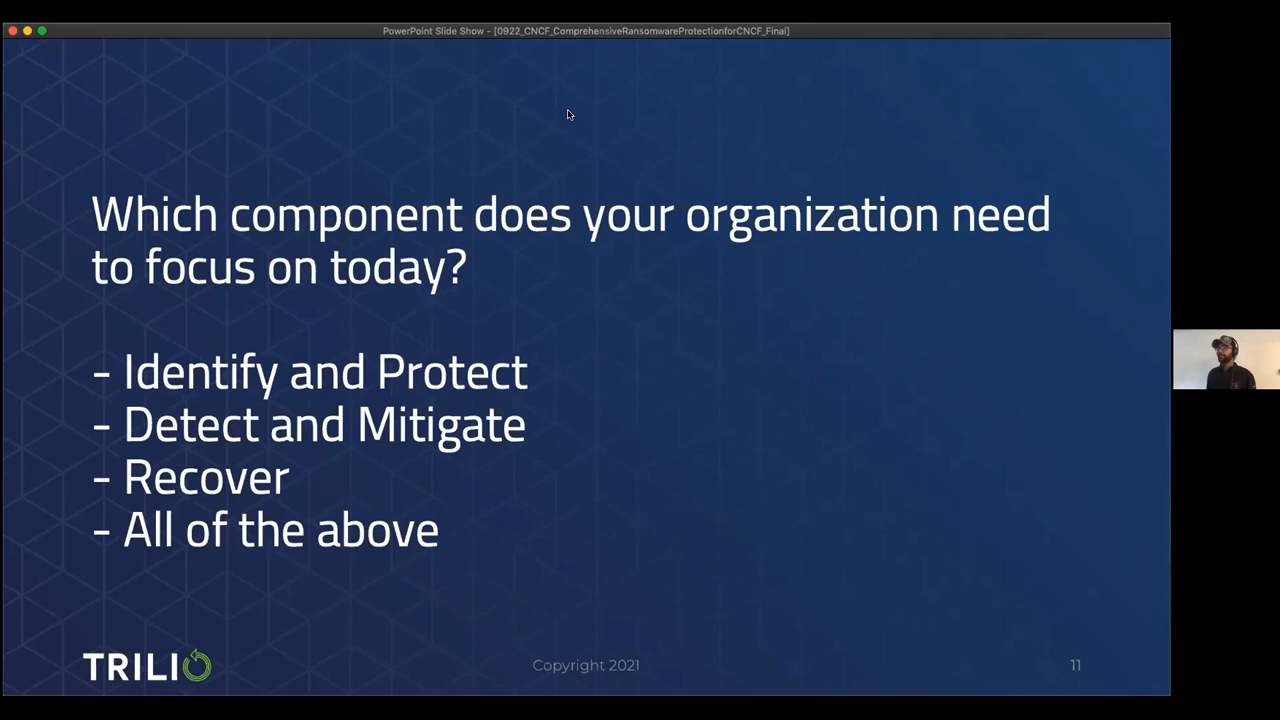 PowerPoint Slide Show - [0922_CNCF_ComprehensiveRansomwareProtectionforCNCF_Final]
Which component does your organization need
to focus on today?
- Identify and Protect
- Detect and Mitigate
- Recover
- All of the above
TRILIO
Copyright 2021
11